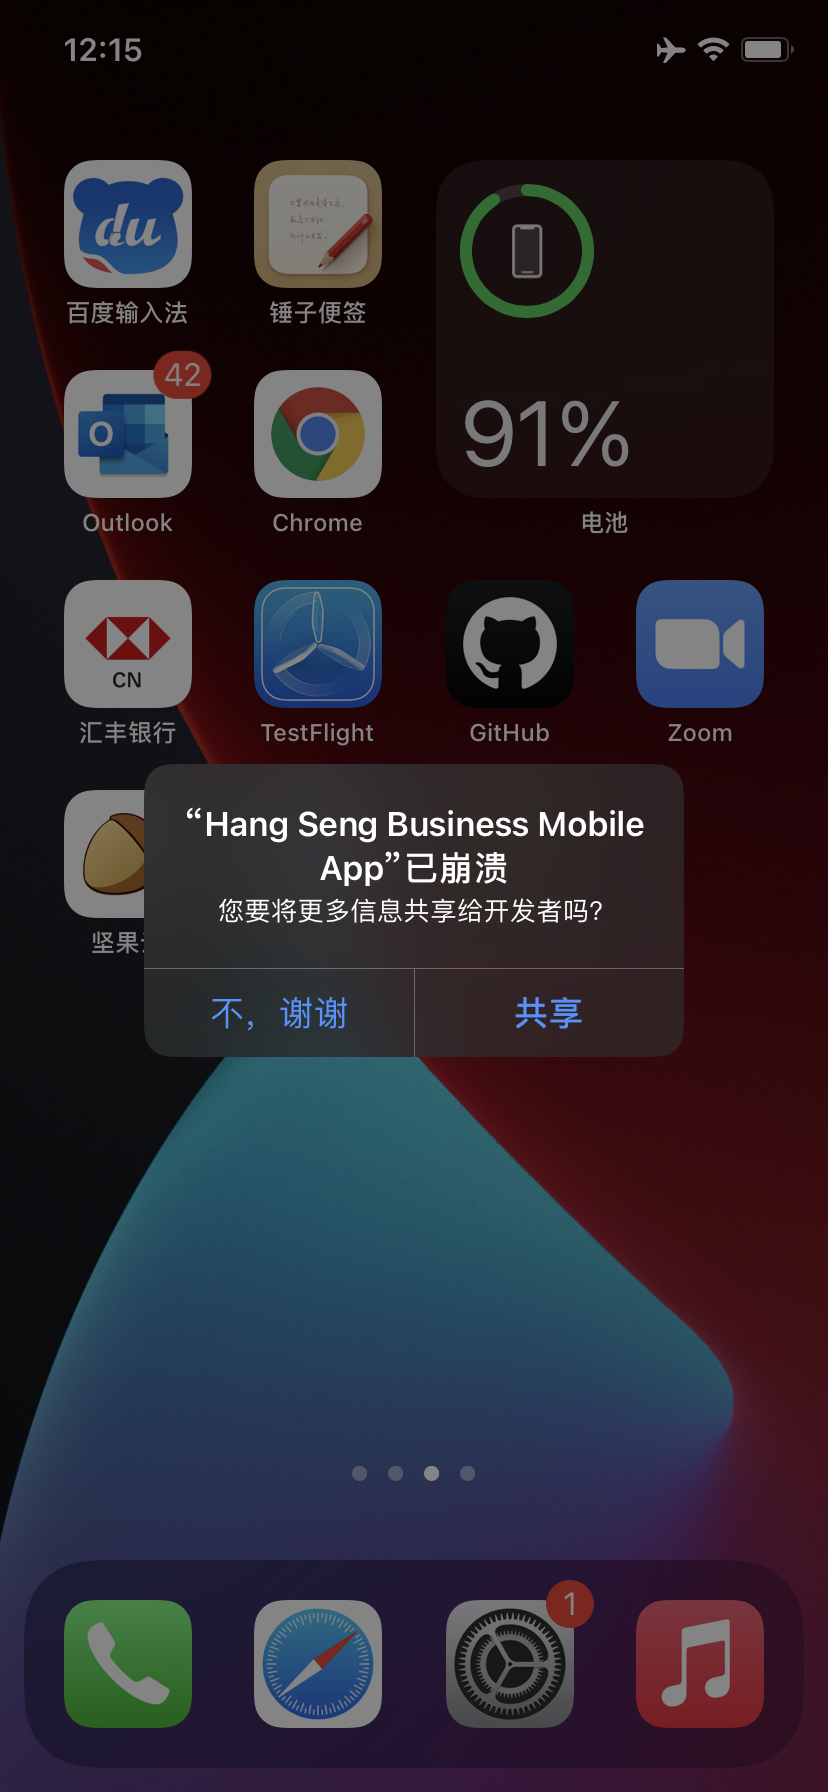 12:15
百度输入法
锤子便签
91%
电池
42
Outlook
Chrome
CN
汇丰银行
TestFlight
GitHub
Zoom
坚果
“Hang Seng Business Mobile
App”已崩溃
您要将更多信息共享给开发者吗?
不，谢谢
共享
1